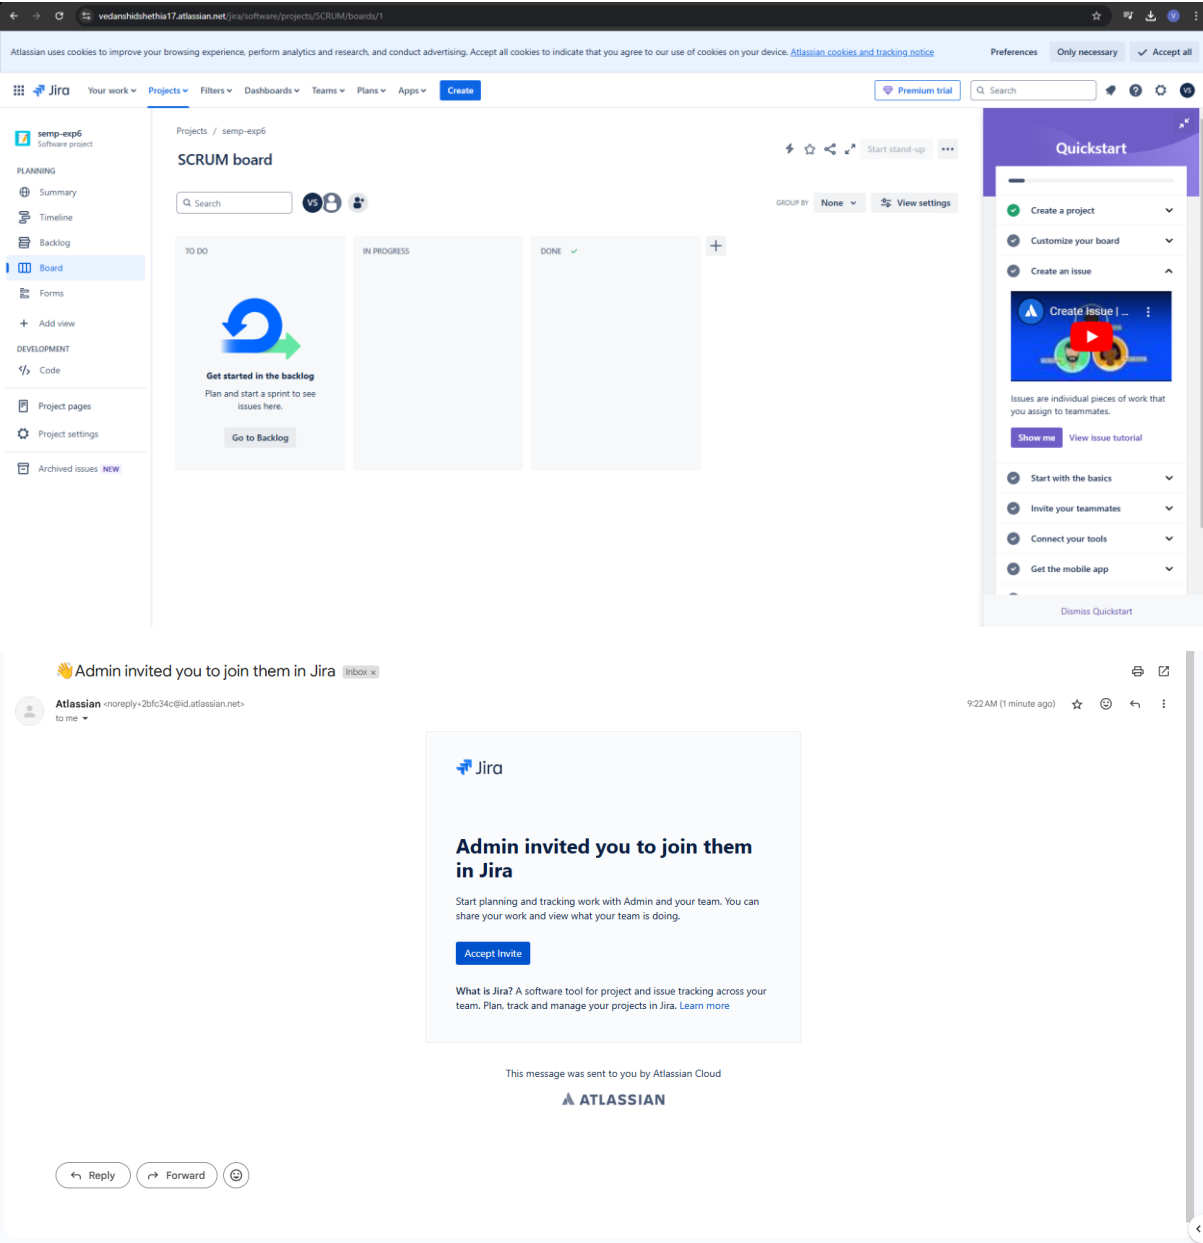 vedanshidshethia17.atlassian.net/jira/software/projects/SCRUM/boards/1
Atlassian uses cookies to improve your browsing experience, perform analytics and research, and conduct advertising. Accept all cookies to indicate that you agree to our use of cookies on your device. Atlassian cookies and tracking notice
Preferences Only necessary Accept all
Jira Your work Projects Filters Dashboards Teams Plans Apps Create Premium trial Search VS
semp-exp6
Software project
PLANNING
Summary
Timeline
Backlog
Board
Forms
Add view
DEVELOPMENT
Code
Project pages
Project settings
Archived issues NEW
Projects / semp-exp6
SCRUM board
Start stand-up
Search VS GROUP BY None View settings
TO DO IN PROGRESS DONE
Get started in the backlog
Plan and start a sprint to see
issues here.
Go to Backlog
Quickstart
Create a project
Customize your board
Create an issue
Create Issue | ...
Issues are individual pieces of work that
you assign to teammates.
Show me View issue tutorial
Start with the basics
Invite your teammates
Connect your tools
Get the mobile app
Dismiss Quickstart
👋Admin invited you to join them in Jira Inbox x
Atlassian <noreply+2bfc34c@id.atlassian.net> 9:22 AM (1 minute ago)
to me
Jira
Admin invited you to join them
in Jira
Start planning and tracking work with Admin and your team. You can
share your work and view what your team is doing.
Accept Invite
What is Jira? A software tool for project and issue tracking across your
team. Plan, track and manage your projects in Jira. Learn more
This message was sent to you by Atlassian Cloud
ATLASSIAN
Reply Forward